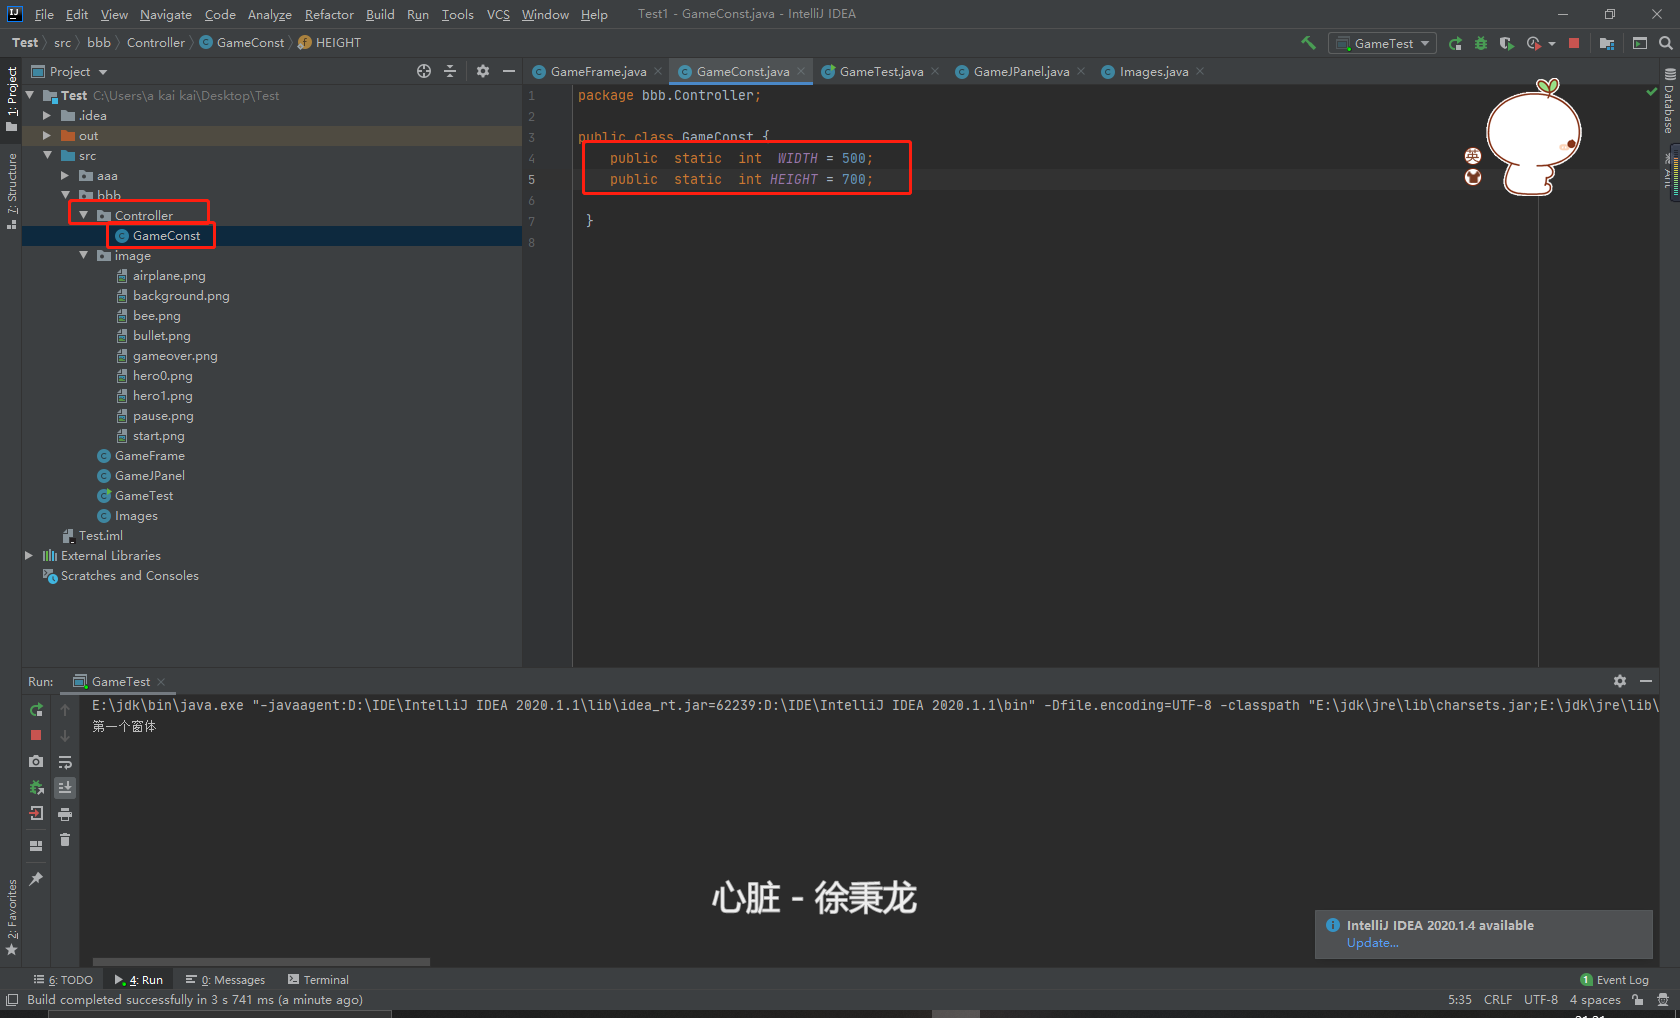 File Edit View Navigate Code Analyze Refactor Build Run Tools VCS Window Help Test1 - GameConst.java - IntelliJ IDEA
Test src bbb Controller GameConst HEIGHT GameTest
Project GameFrame.java GameConst.java GameTest.java GameJPanel.java Images.java
1: Project
7: Structure
2: Favorites
Database
Test C:\Users\a kai kai\Desktop\Test
.idea
out
src
aaa
bbb
Controller
GameConst
image
airplane.png
background.png
bee.png
bullet.png
gameover.png
hero0.png
hero1.png
pause.png
start.png
GameFrame
GameJPanel
GameTest
Images
Test.iml
External Libraries
Scratches and Consoles
1 package bbb.Controller;
2
3 public class GameConst {
4 public static int WIDTH = 500;
5 public static int HEIGHT = 700;
6
7 }
8
英
Run: GameTest
E:\jdk\bin\java.exe "-javaagent:D:\IDE\IntelliJ IDEA 2020.1.1\lib\idea_rt.jar=62239:D:\IDE\IntelliJ IDEA 2020.1.1\bin" -Dfile.encoding=UTF-8 -classpath "E:\jdk\jre\lib\charsets.jar;E:\jdk\jre\lib\
第一个窗体
心脏 - 徐秉龙
IntelliJ IDEA 2020.1.4 available
Update...
6: TODO 4: Run 0: Messages Terminal 1 Event Log
Build completed successfully in 3 s 741 ms (a minute ago) 5:35 CRLF UTF-8 4 spaces